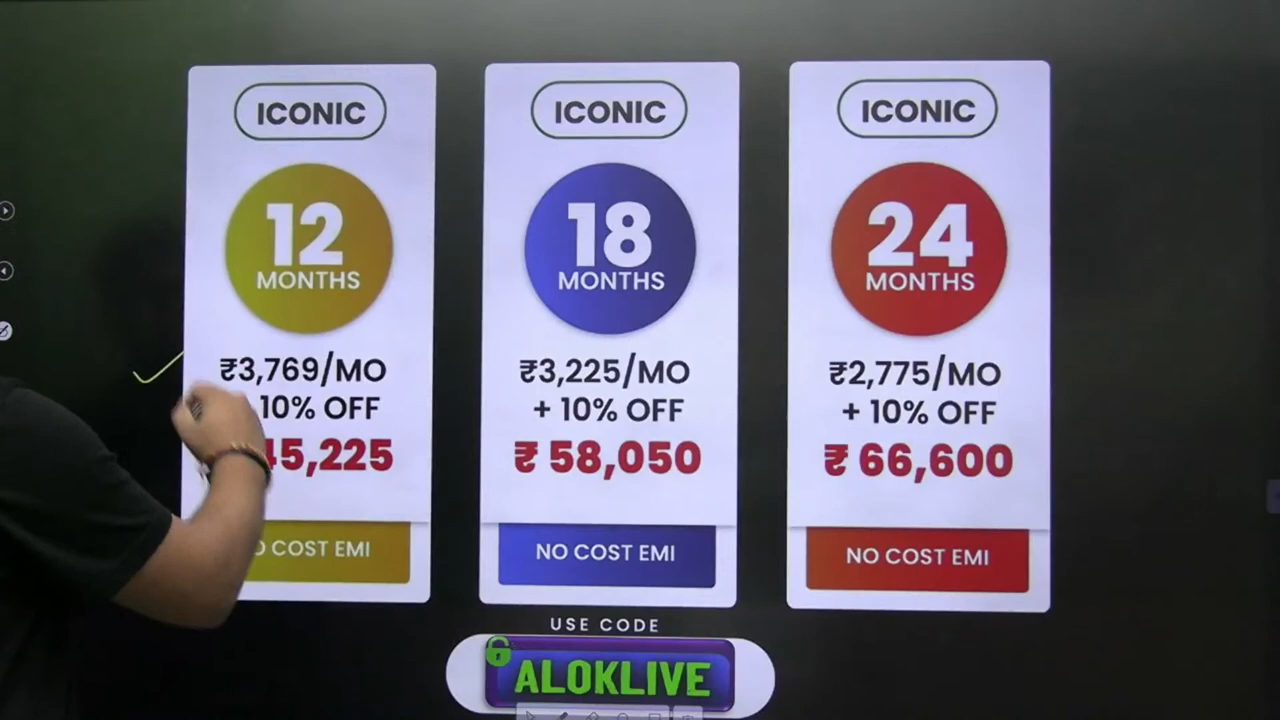 ICONIC
12
MONTHS
₹3,769/MO
10% OFF
45,225
COST EMI
ICONIC
18
MONTHS
₹3,225/MO
+ 10% OFF
₹ 58,050
NO COST EMI
ICONIC
24
MONTHS
₹2,775/MO
+ 10% OFF
₹ 66,600
NO COST EMI
USE CODE
ALOKLIVE